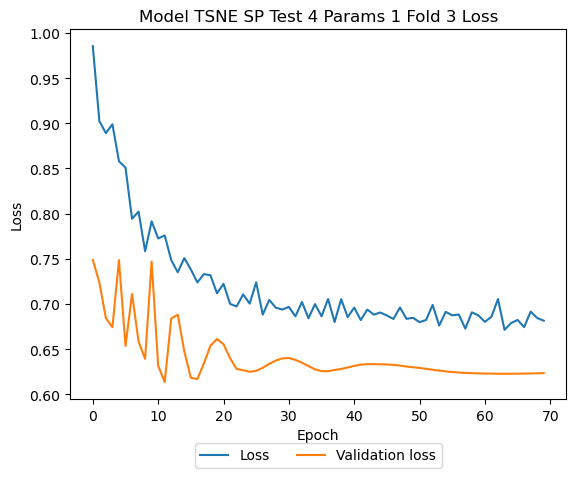 Model TSNE SP Test 4 Params 1 Fold 3 Loss
1.00
0.95
0.90
0.85
0.80
0.75
0.70
0.65
0.60
Loss
0 10 20 30 40 50 60 70
Epoch
Loss Validation loss